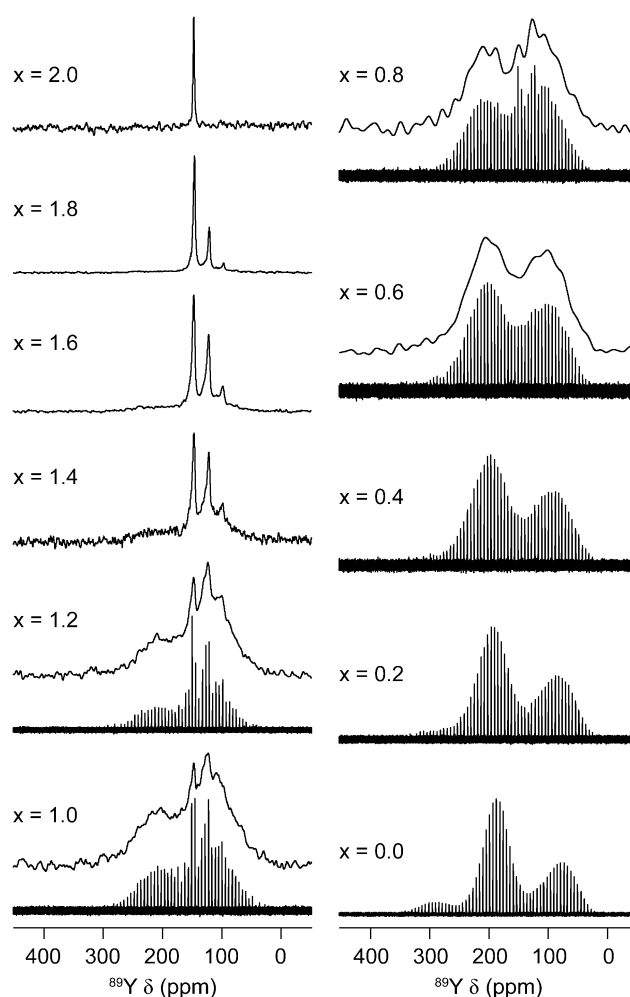 x = 2.0
x = 1.8
x = 1.6
x = 1.4
x = 1.2
x = 1.0
400 300 200 100 0
⁸⁹Y δ (ppm)
x = 0.8
x = 0.6
x = 0.4
x = 0.2
x = 0.0
400 300 200 100 0
⁸⁹Y δ (ppm)